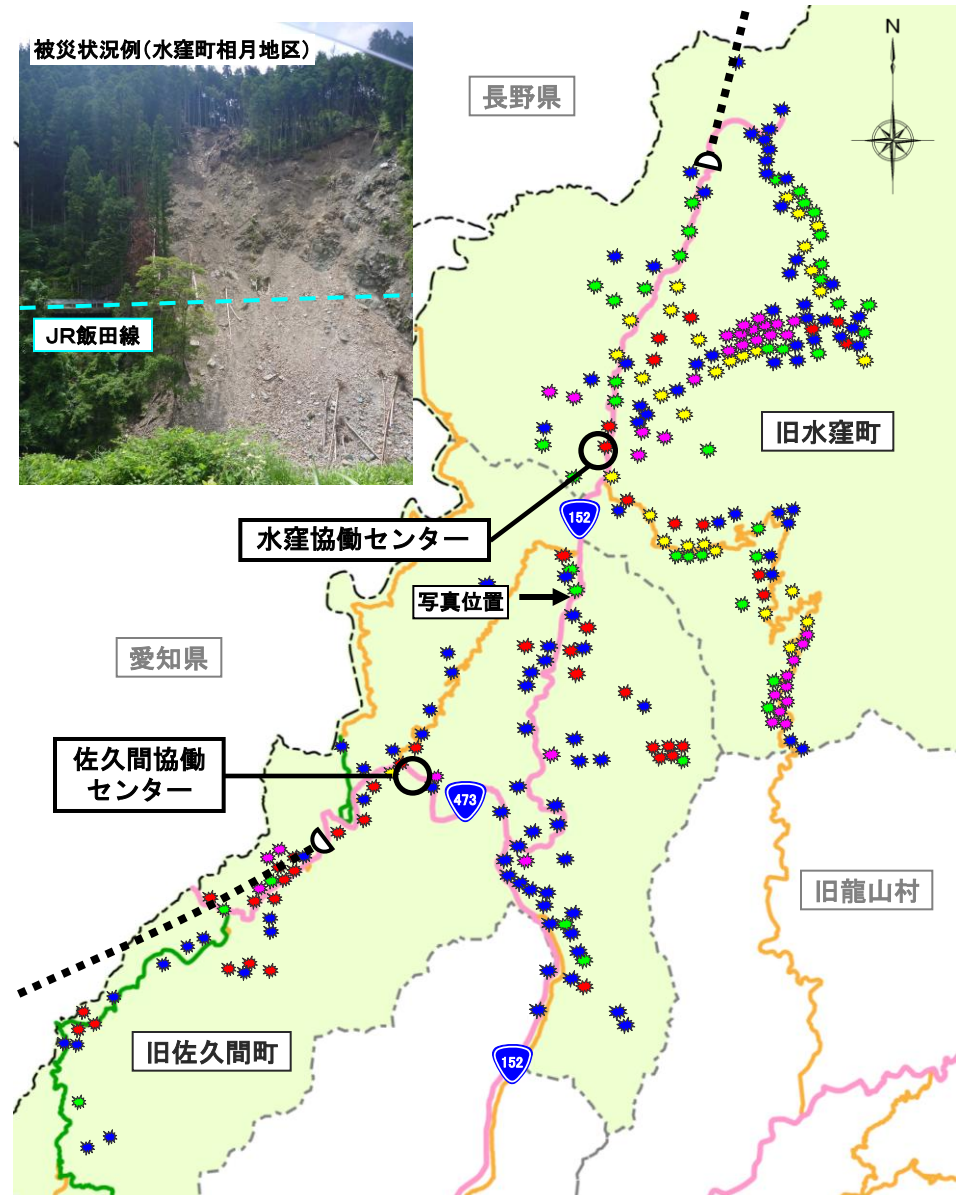 被災状況例（水窪町相月地区）
JR飯田線
長野県
N
旧水窪町
水窪協働センター
152
写真位置
愛知県
佐久間協働
センター
473
旧龍山村
旧佐久間町
152